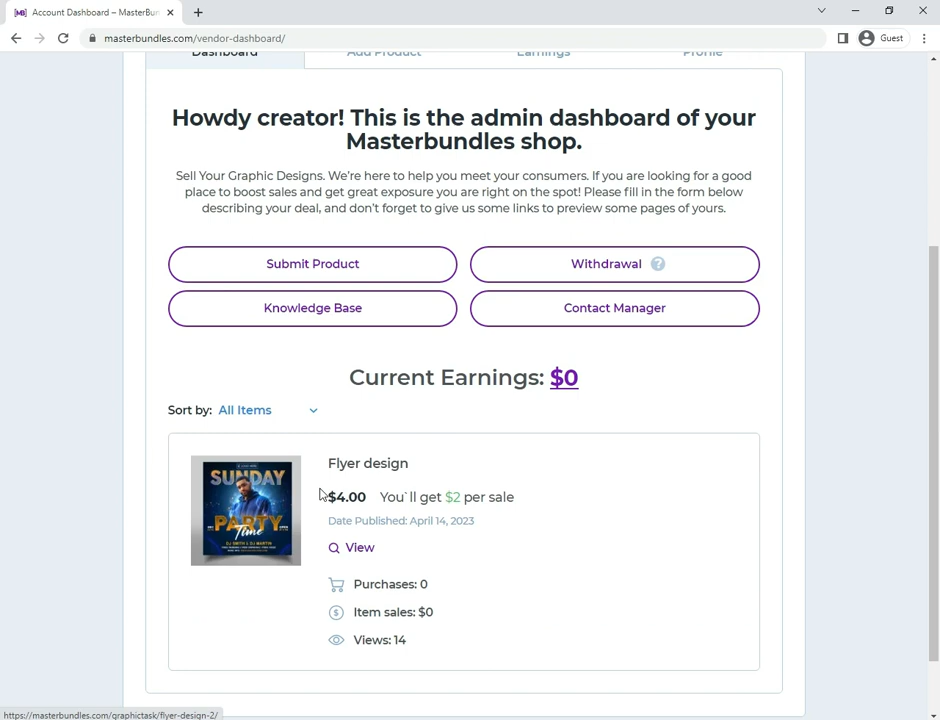 Account Dashboard – MasterBun
masterbundles.com/vendor-dashboard/
Guest
Dashboard
Add Product
Earnings
Profile
Howdy creator! This is the admin dashboard of your
Masterbundles shop.
Sell Your Graphic Designs. We're here to help you meet your consumers. If you are looking for a good
place to boost sales and get great exposure you are right on the spot! Please fill in the form below
describing your deal, and don't forget to give us some links to preview some pages of yours.
Submit Product
Withdrawal ?
Knowledge Base
Contact Manager
Current Earnings: $0
Sort by: All Items
Flyer design
$4.00 You`ll get $2 per sale
Date Published: April 14, 2023
View
Purchases: 0
Item sales: $0
Views: 14
SUNDAY
PARTY
Time
DJ SMITH & DJ MARTIN
https://masterbundles.com/graphictask/flyer-design-2/